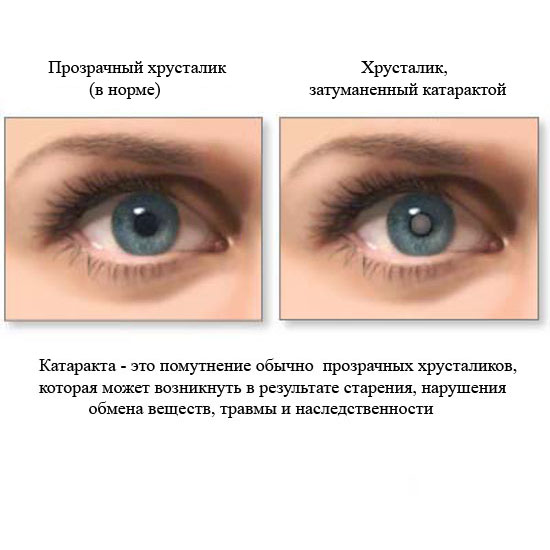 Прозрачный хрусталик
(в норме)
Хрусталик,
затуманенный катарактой
Катаракта - это помутнение обычно прозрачных хрусталиков,
которая может возникнуть в результате старения, нарушения
обмена веществ, травмы и наследственности